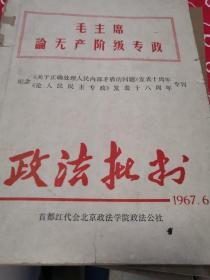 毛主席
論无产阶级专政
纪念《关于正确处理人民内部矛盾的问题》发表十周年
《论人民民主专政》发表十八周年 专刊
政法批刊
1967.6
首都红代会北京政法学院政法公社